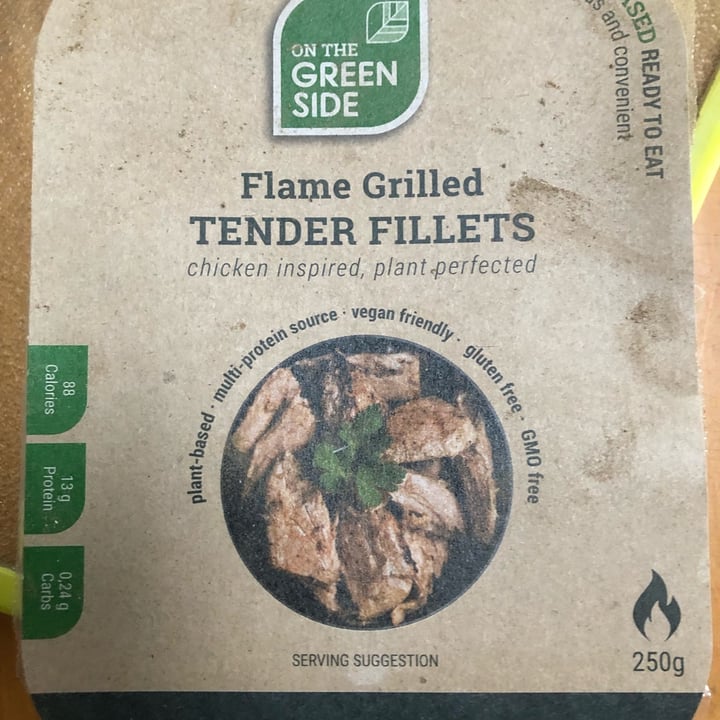 ON THE
GREEN
SIDE
ASED READY TO EAT
and convenient
Flame Grilled
TENDER FILLETS
chicken inspired, plant perfected
plant-based · multi-protein source · vegan friendly · gluten free · GMO free
88
Calories
13 g
Protein
0,24 g
Carbs
SERVING SUGGESTION
250g